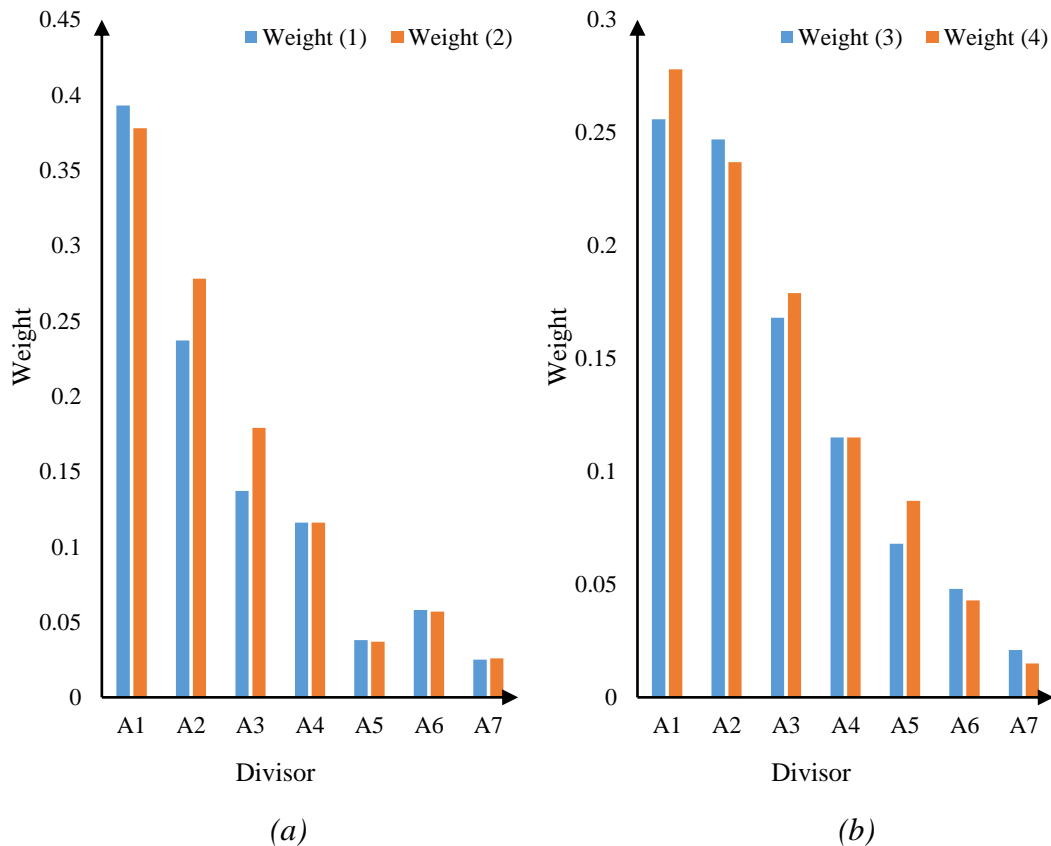 Weight (1) Weight (2)
0.45
0.4
0.35
0.3
0.25
0.2
0.15
0.1
0.05
0
Weight
A1 A2 A3 A4 A5 A6 A7
Divisor
(a)
Weight (3) Weight (4)
0.3
0.25
0.2
0.15
0.1
0.05
0
Weight
A1 A2 A3 A4 A5 A6 A7
Divisor
(b)